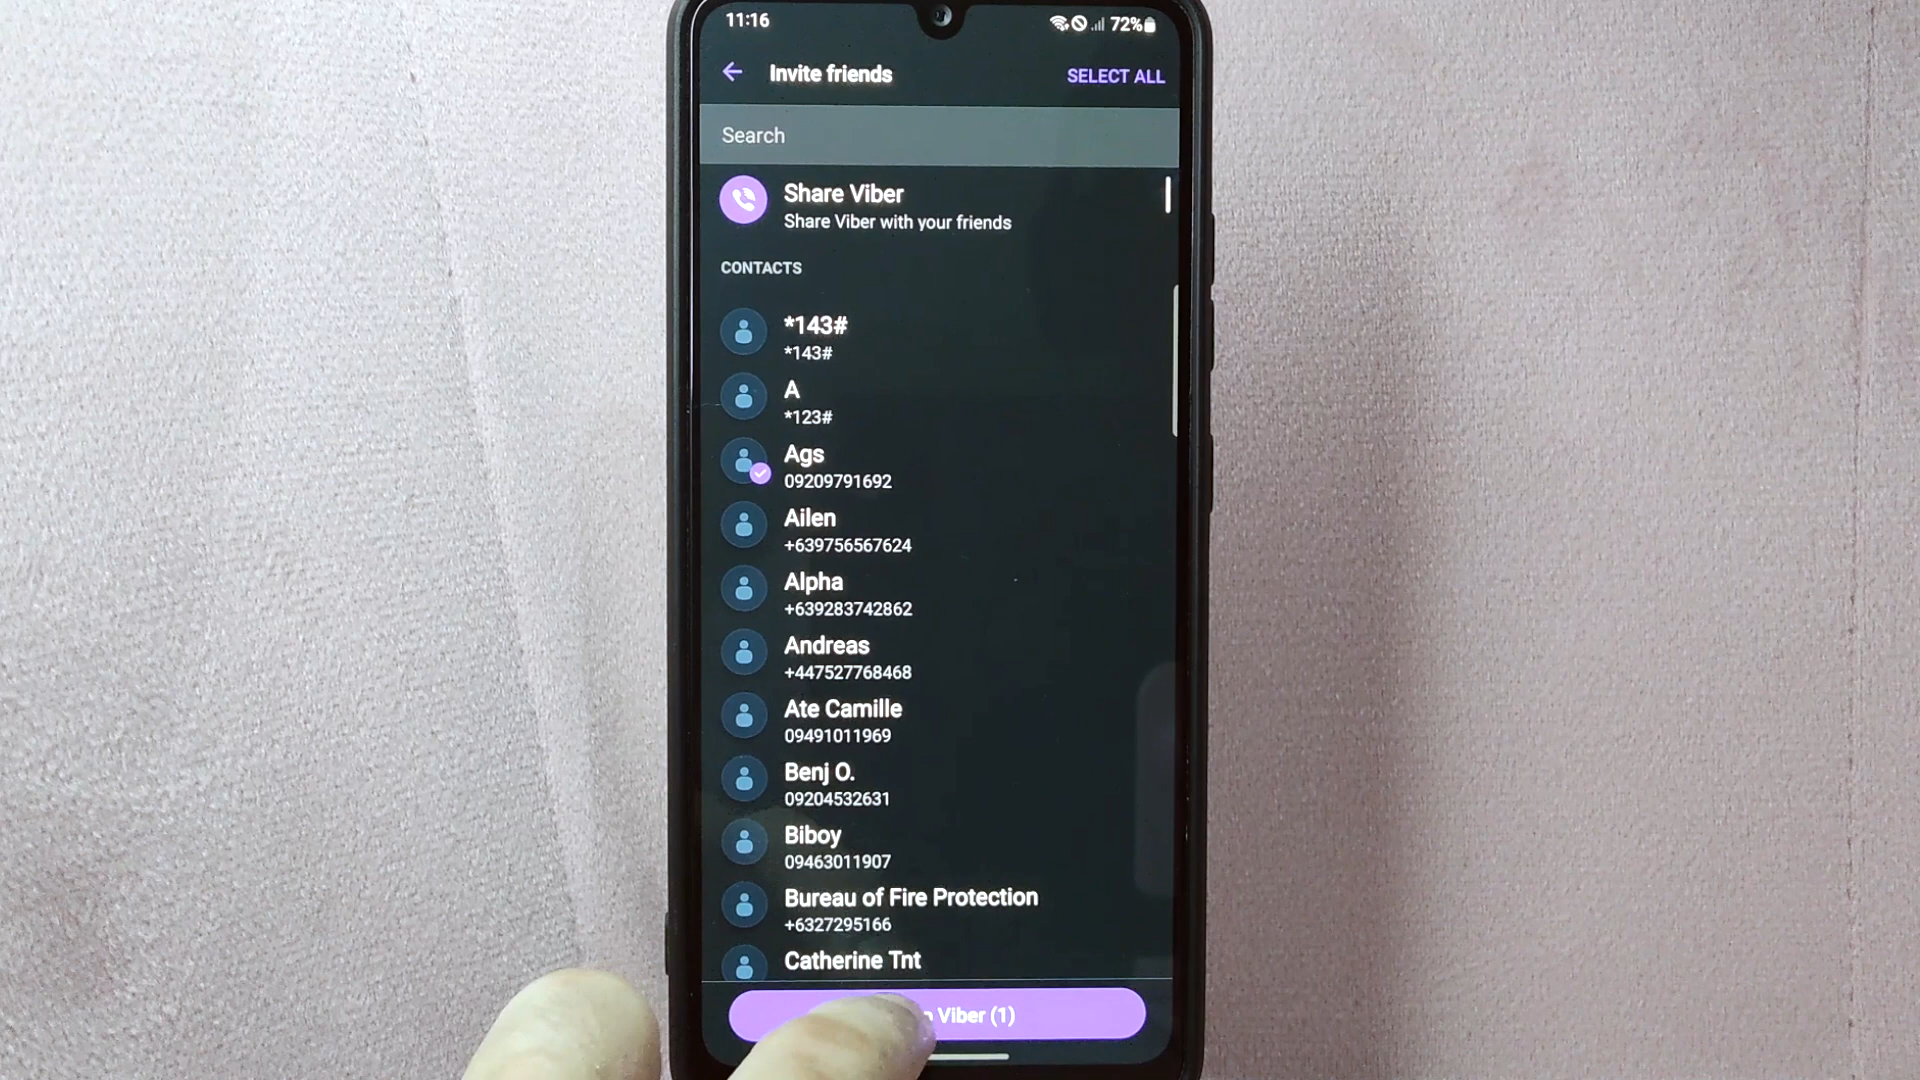 11:16
72%
Invite friends
SELECT ALL
Search
Share Viber
Share Viber with your friends
CONTACTS
*143#
*143#
A
*123#
Ags
09209791692
Ailen
+639756567624
Alpha
+639283742862
Andreas
+447527768468
Ate Camille
09491011969
Benj O.
09204532631
Biboy
09463011907
Bureau of Fire Protection
+6327295166
Catherine Tnt
Viber (1)